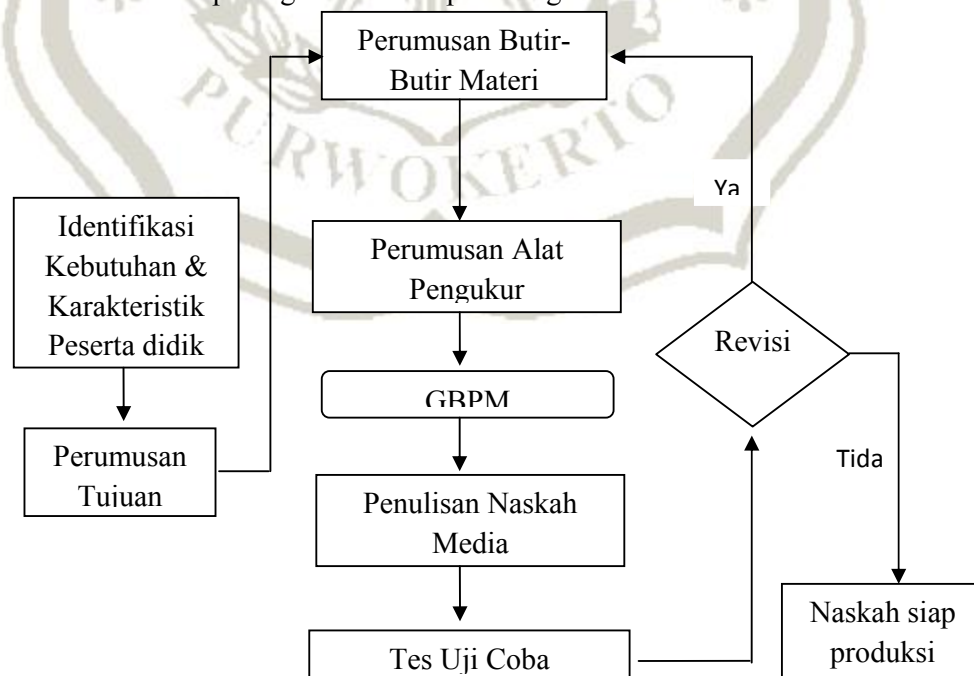 Perumusan Butir-
Butir Materi
PURWOKERTO
Ya
Identifikasi
Kebutuhan &
Karakteristik
Peserta didik
Perumusan Alat
Pengukur
Revisi
GBPM
Perumusan
Tujuan
Tida
Penulisan Naskah
Media
Naskah siap
produksi
Tes Uji Coba